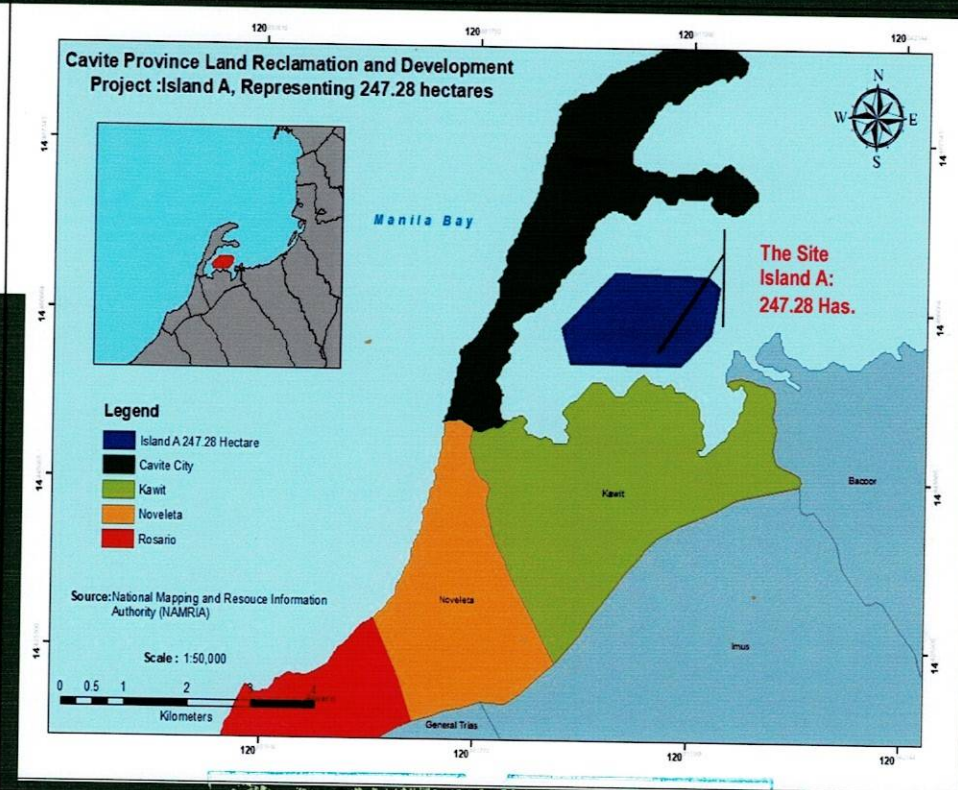 120 120 120 120
Cavite Province Land Reclamation and Development
Project :Island A, Representing 247.28 hectares
N
W E
S
Manila Bay
The Site
Island A:
247.28 Has.
14 14
14 14
14 14
14 14
Legend
Island A 247.28 Hectare
Cavite City
Kawit
Noveleta
Rosario
Kawit
Bacoor
Noveleta
Imus
General Trias
Source:National Mapping and Resouce Information
Authority (NAMRIA)
Scale : 1:50,000
0 0.5 1 2 3 4
Kilometers
120 120 120 120